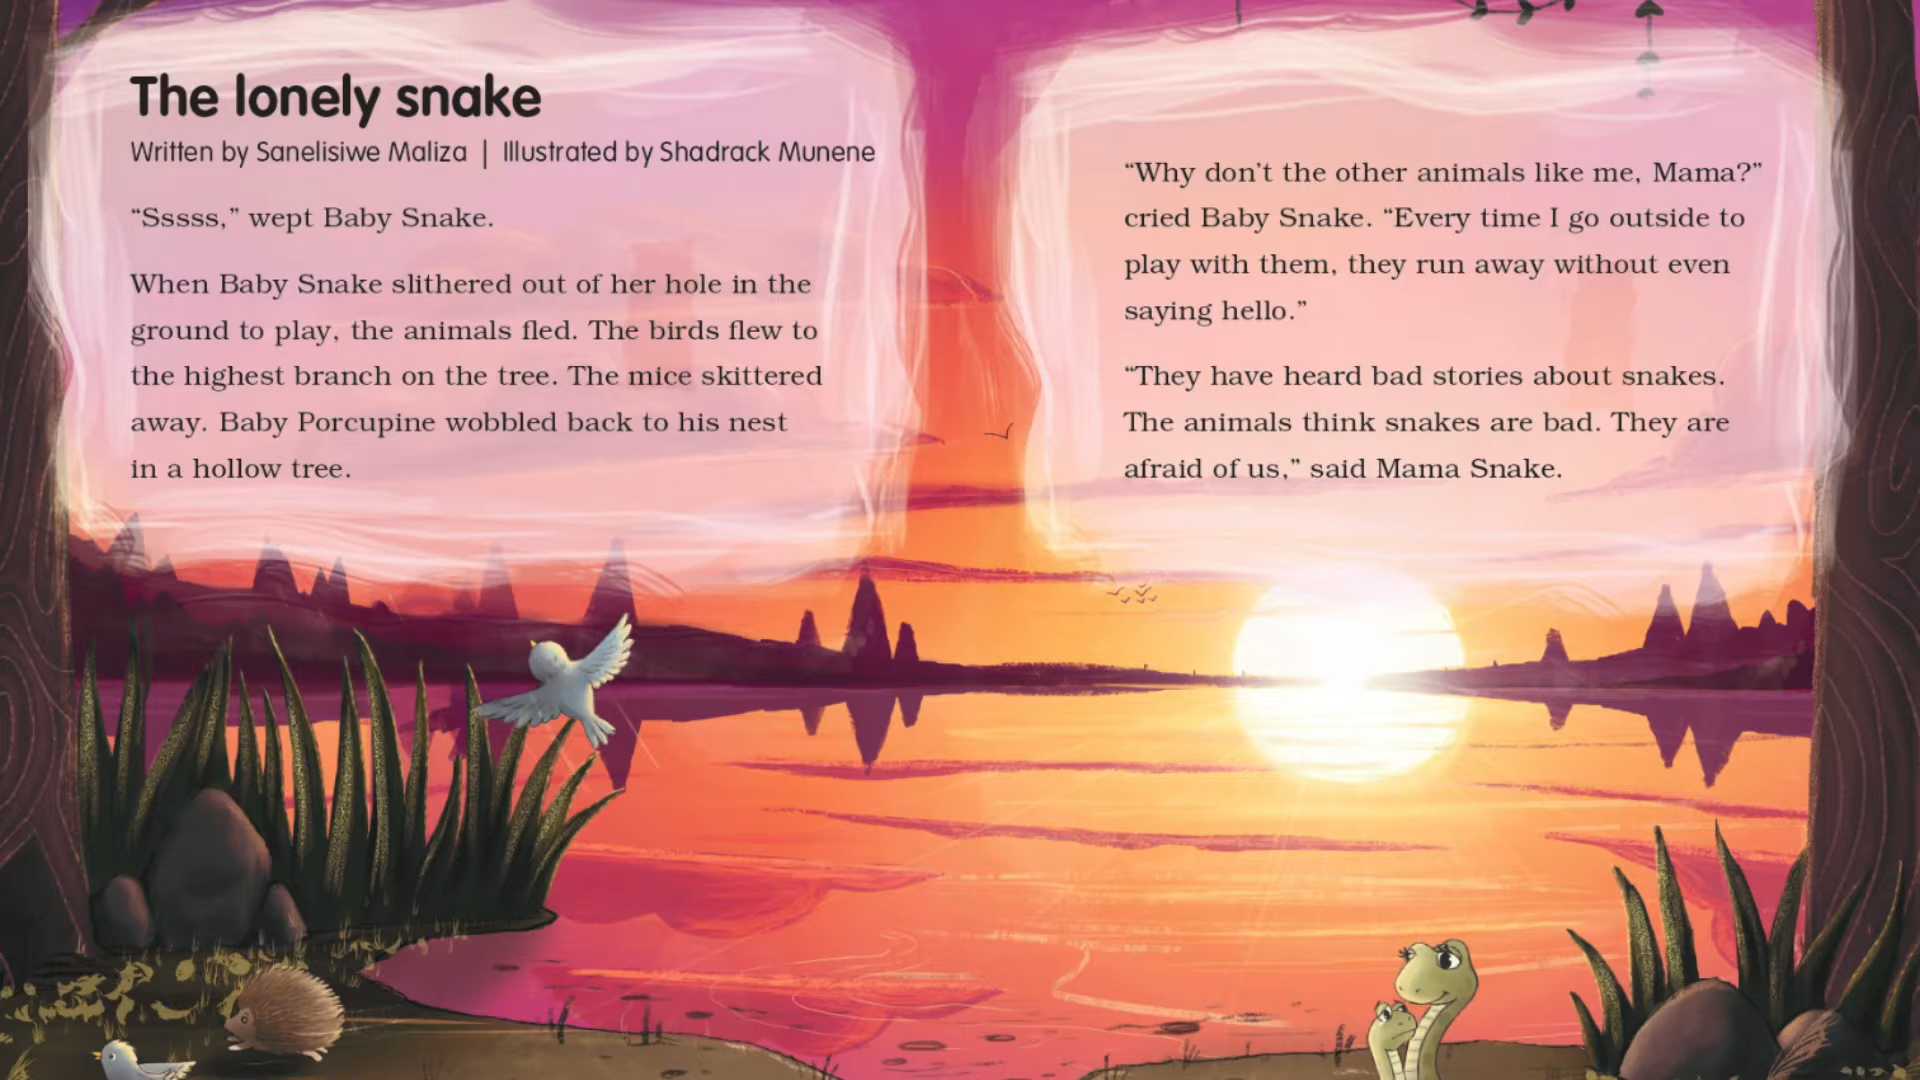 The lonely snake
Written by Sanelisiwe Maliza | Illustrated by Shadrack Munene
“Sssss,” wept Baby Snake.
When Baby Snake slithered out of her hole in the
ground to play, the animals fled. The birds flew to
the highest branch on the tree. The mice skittered
away. Baby Porcupine wobbled back to his nest
in a hollow tree.
“Why don’t the other animals like me, Mama?”
cried Baby Snake. “Every time I go outside to
play with them, they run away without even
saying hello.”
“They have heard bad stories about snakes.
The animals think snakes are bad. They are
afraid of us,” said Mama Snake.